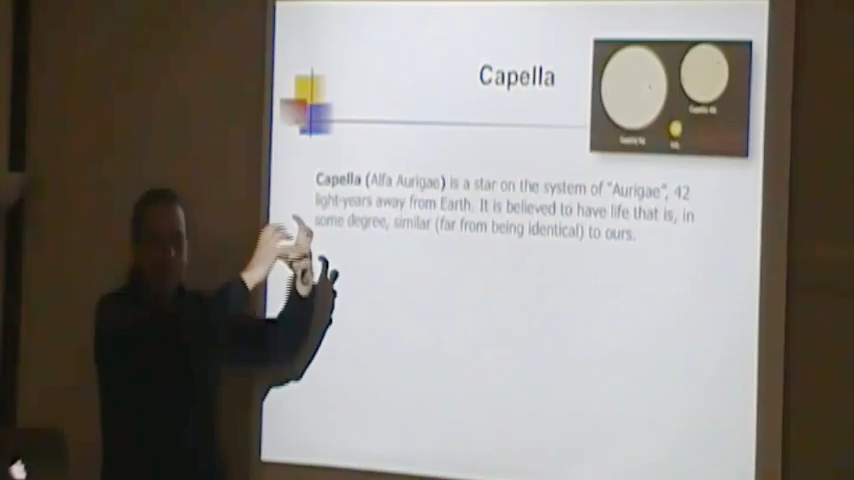 Capella
Capella (Alfa Aurigae) is a star on the system of "Aurigae", 42
light-years away from Earth. It is believed to have life that is, in
some degree, similar (far from being identical) to ours.